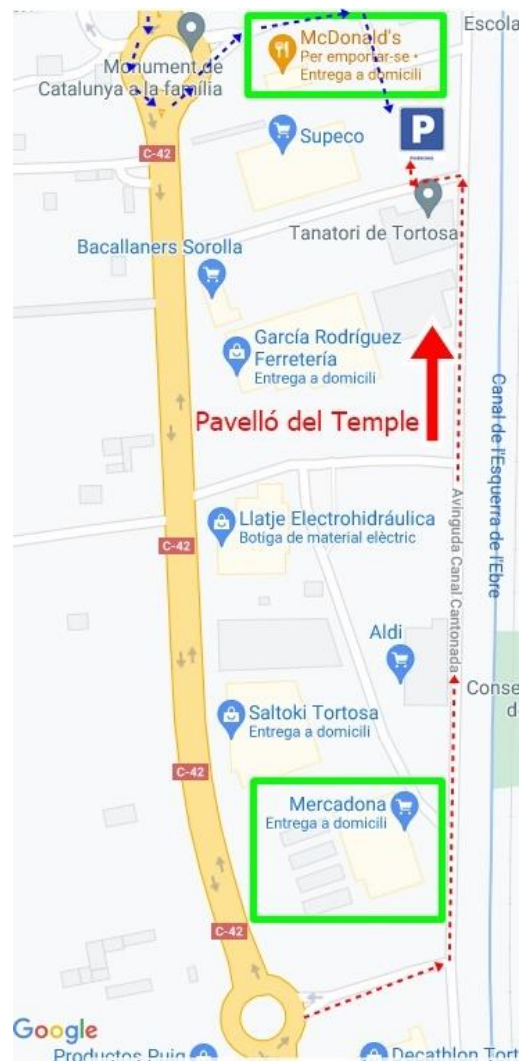 Escola
McDonald's
Per emportar-se •
Entrega a domicili
Monument de
Catalunya a la família
P
PARKING
C-42
Supeco
Tanatori de Tortosa
Bacallaners Sorolla
García Rodríguez
Ferretería
Entrega a domicili
Pavelló del Temple
Canal de l'Esquerra de l'Ebre
Llatje Electrohidráulica
Botiga de material elèctric
Avinguda Canal Cantonada
C-42
Aldi
Conse
d
Saltoki Tortosa
Entrega a domicili
C-42
Mercadona
Entrega a domicili
C-42
Google
Productos Puig
Decathlon Tort